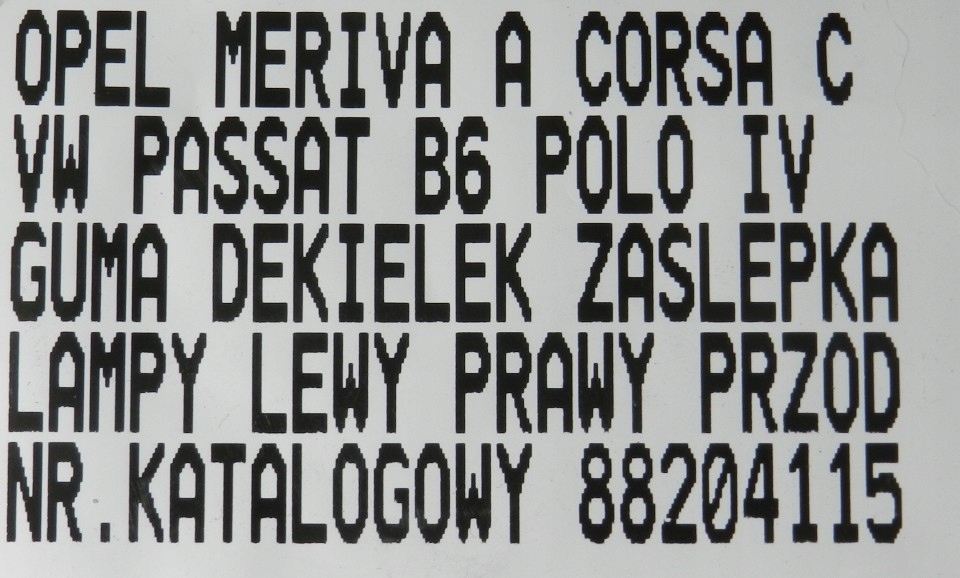 OPEL MERIVA A CORSA C
VW PASSAT B6 POLO IV
GUMA DEKIELEK ZASLEPKA
LAMPY LEWY PRAWY PRZOD
NR.KATALOGOWY 88204115